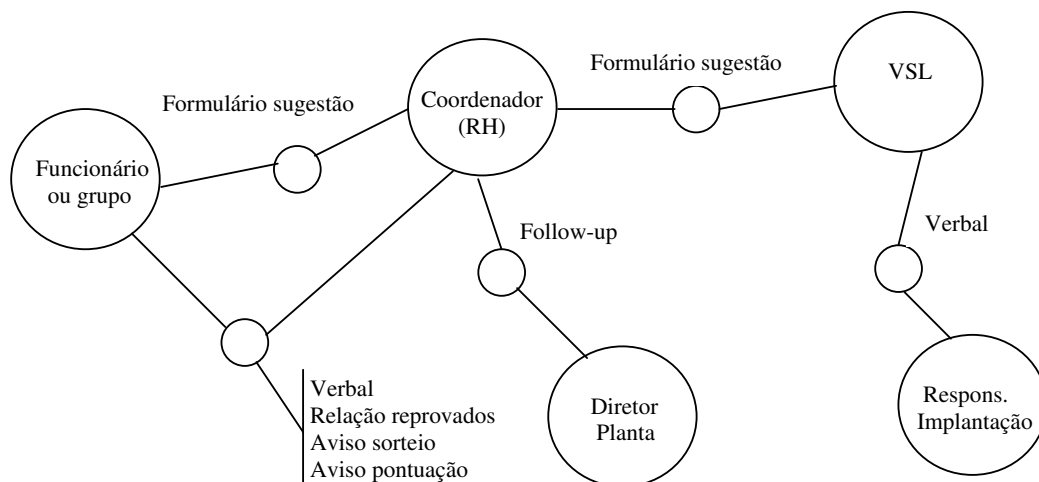 Formulário sugestão
Funcionário
ou grupo
Coordenador
(RH)
Formulário sugestão
VSL
Follow-up
Verbal
Verbal
Relação reprovados
Aviso sorteio
Aviso pontuação
Diretor
Planta
Respons.
Implantação